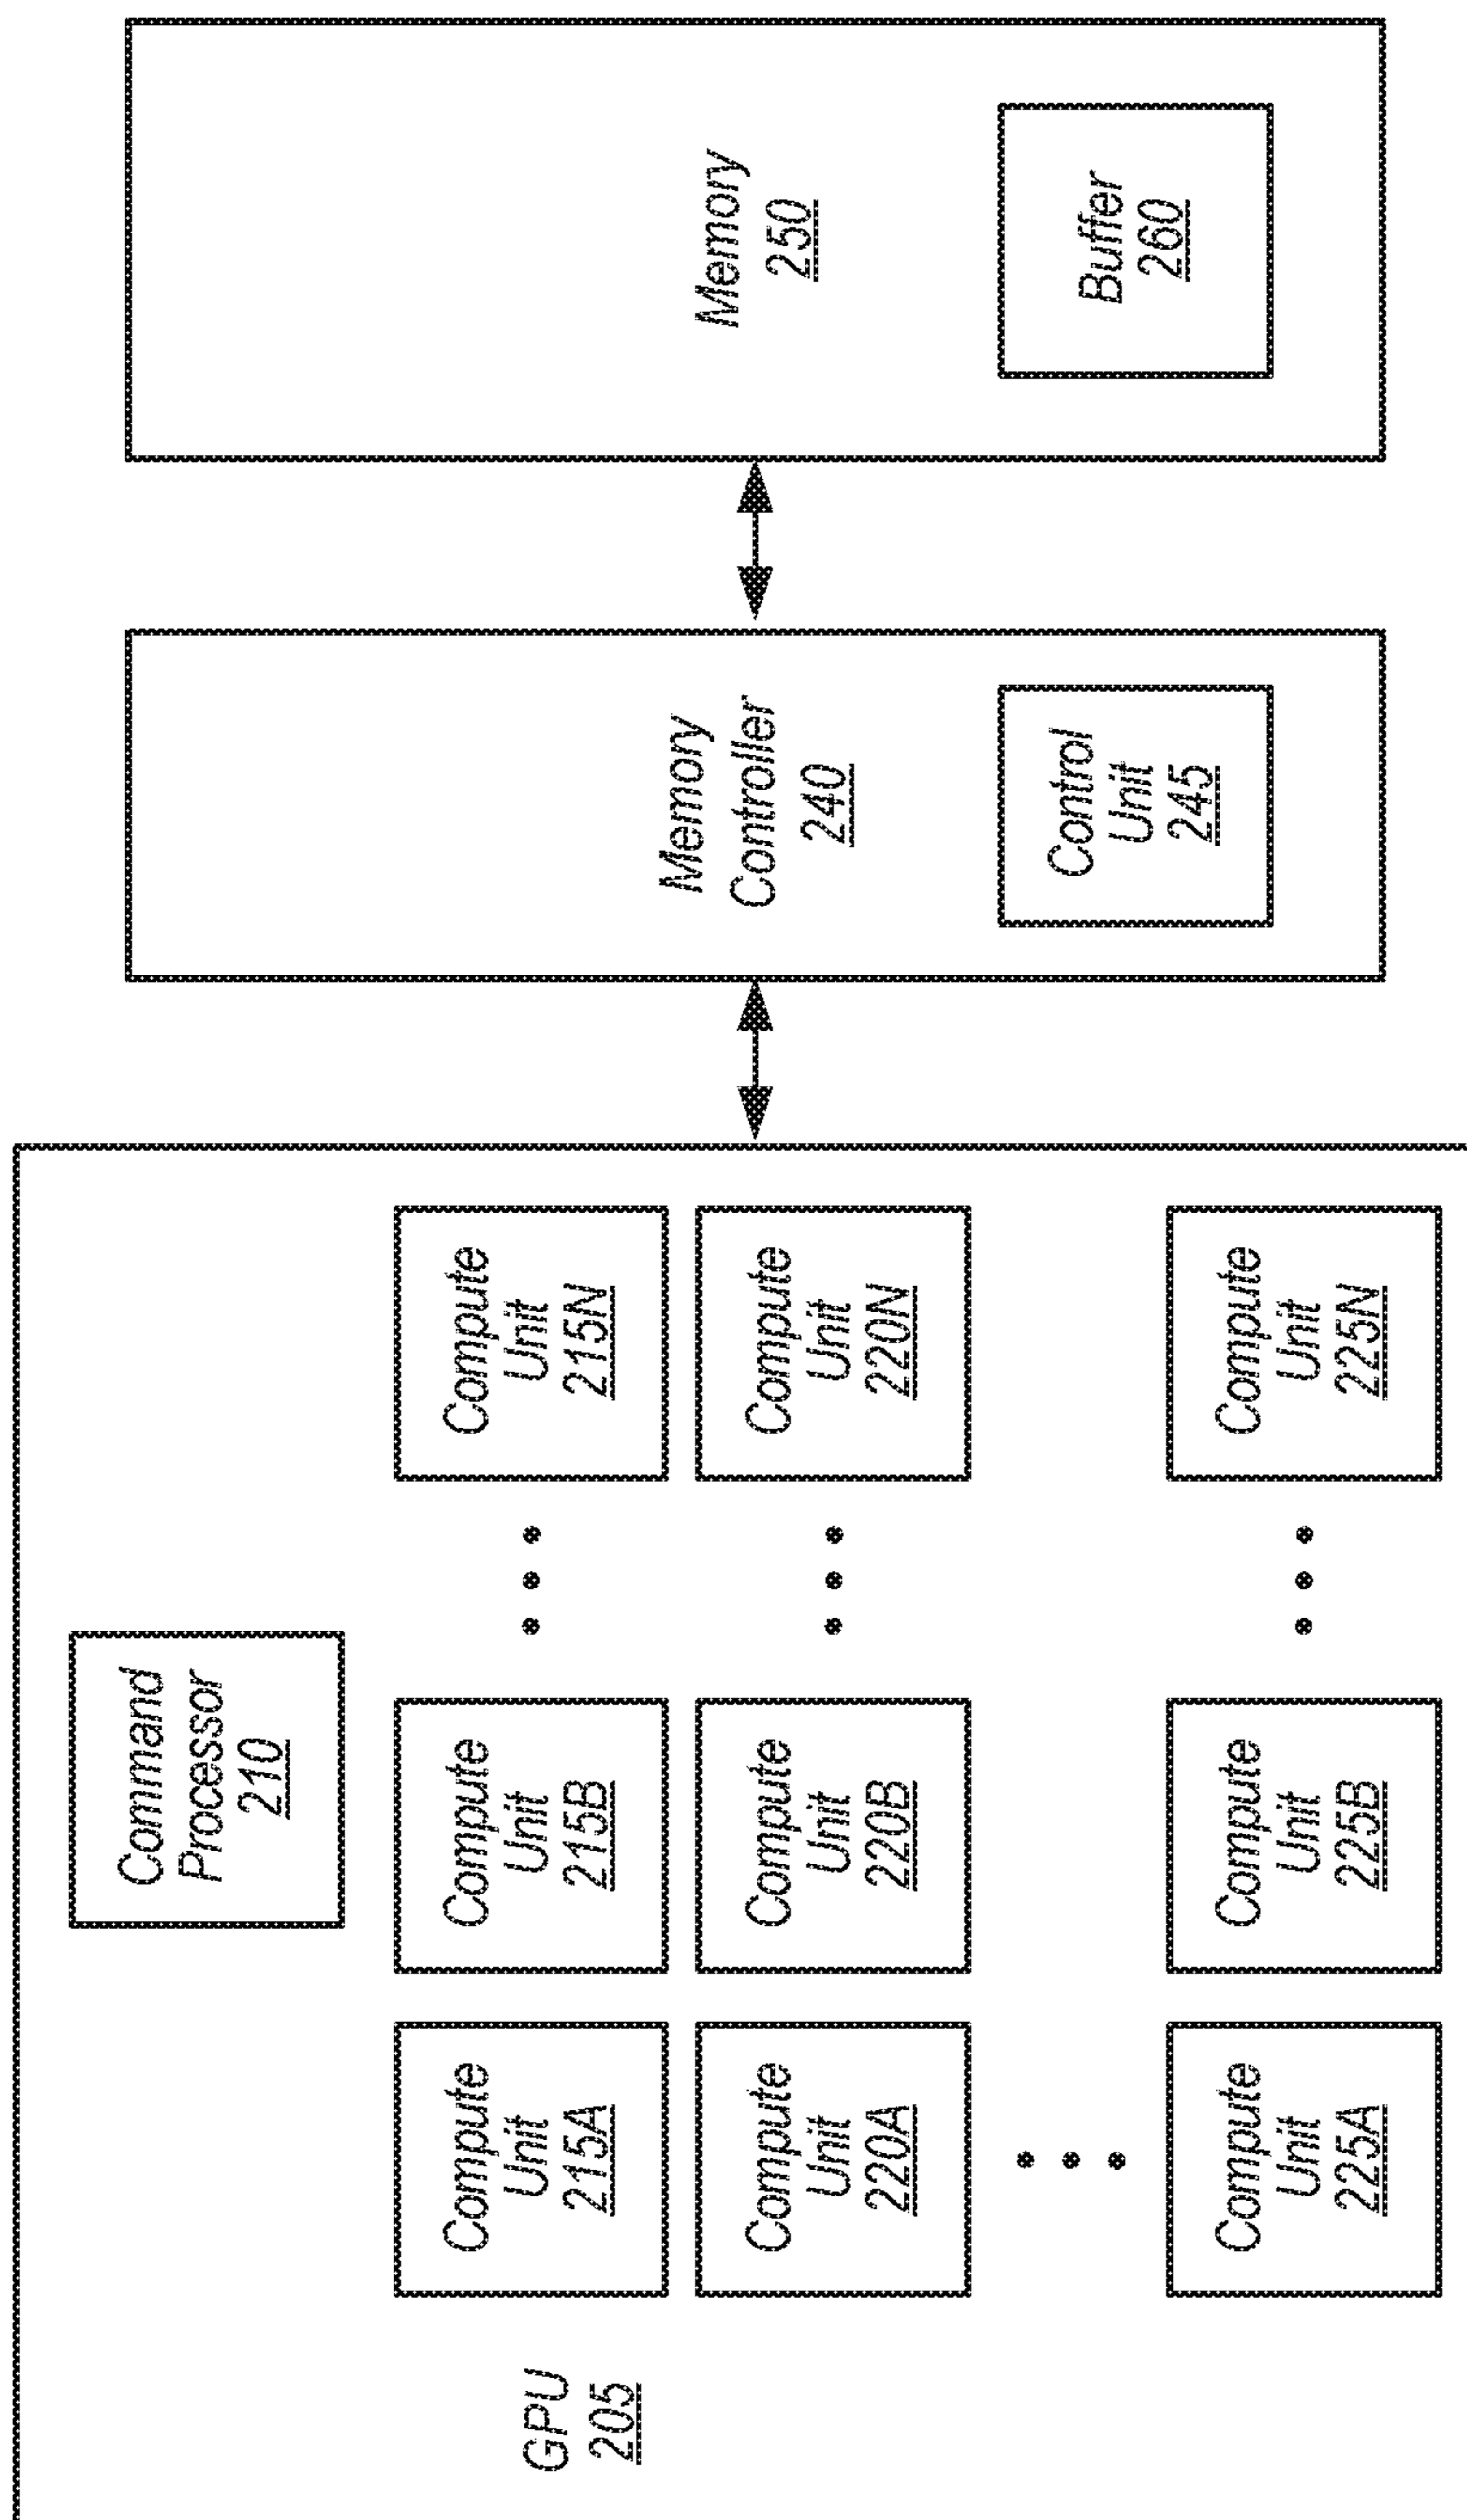 Command
Processor
210
GPU
205
Compute
Unit
215A
Compute
Unit
215B
Compute
Unit
215N
Compute
Unit
220A
Compute
Unit
220B
Compute
Unit
220N
Compute
Unit
225A
Compute
Unit
225B
Compute
Unit
225N
Memory
Controller
240
Control
Unit
245
Memory
250
Buffer
260